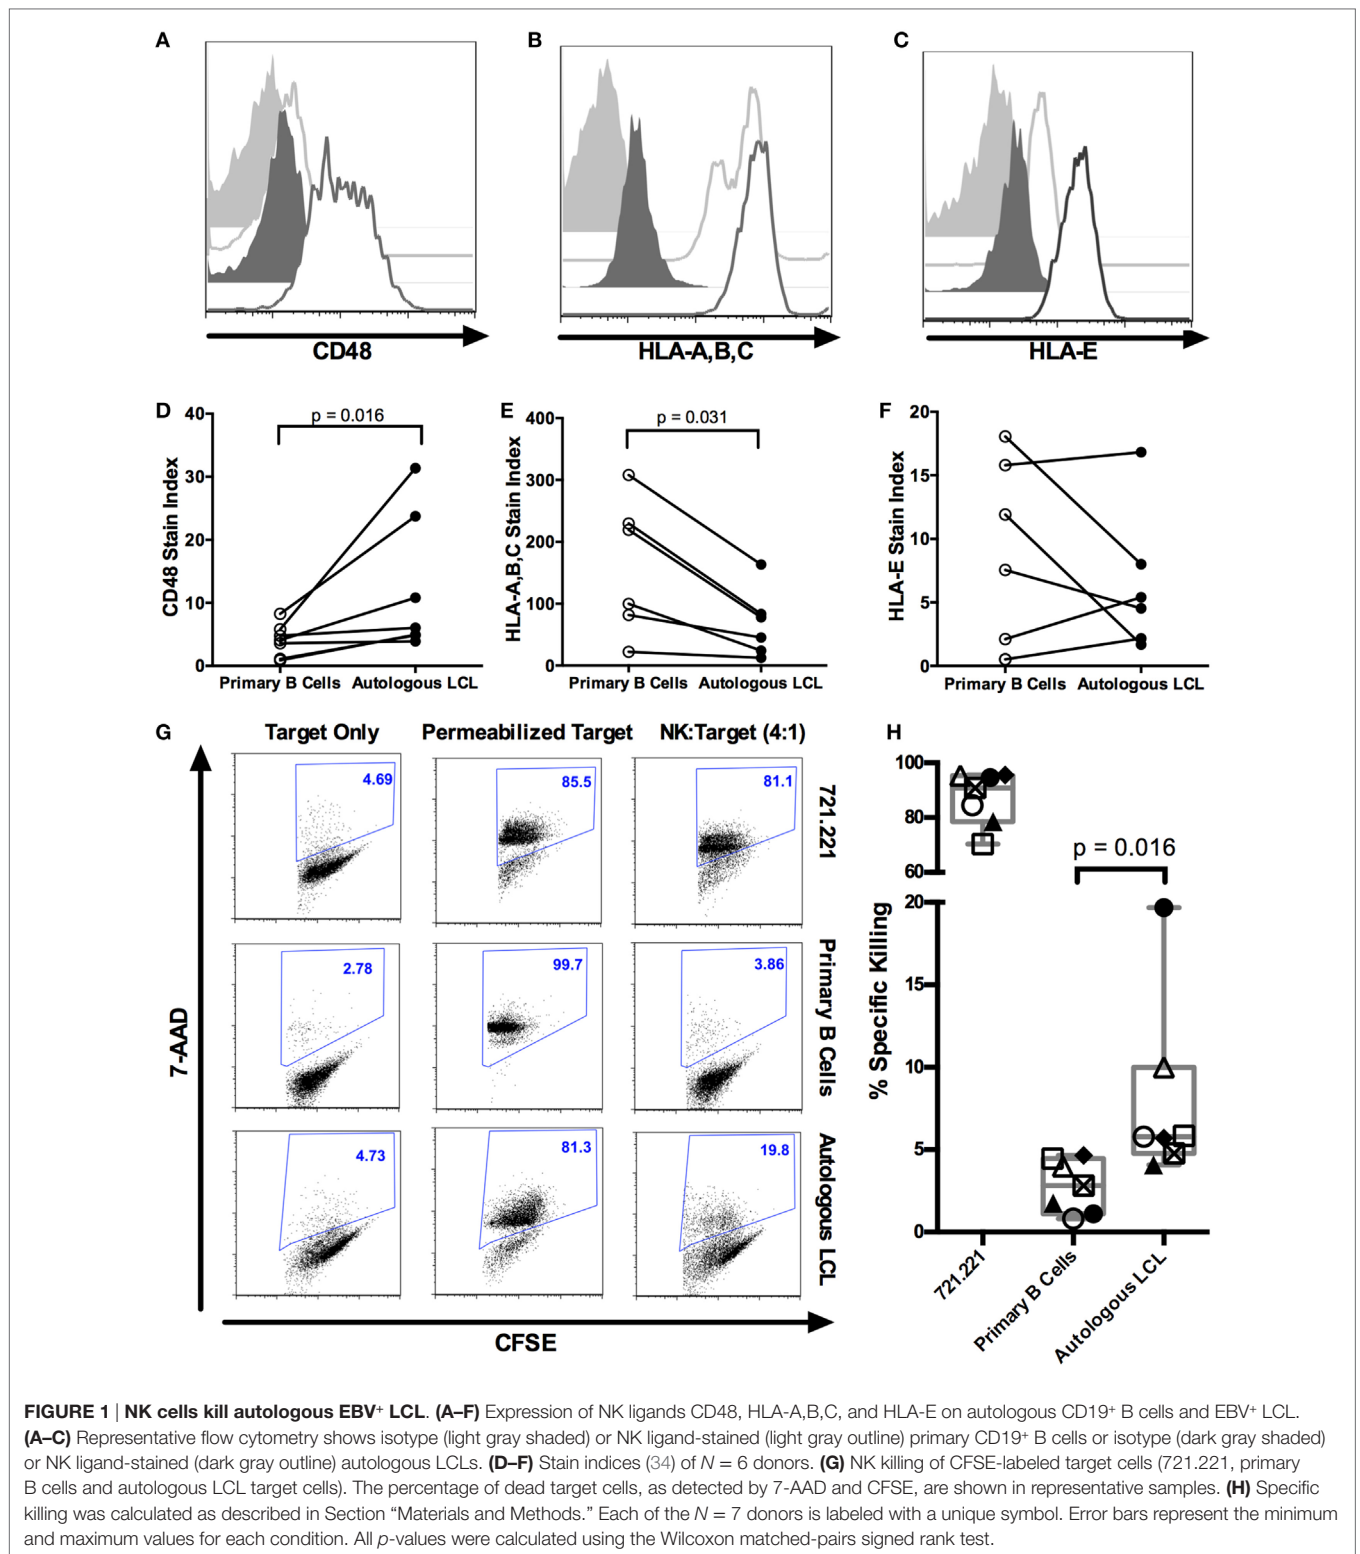 A
B
C
CD48
HLA-A,B,C
HLA-E
D
E
F
CD48 Stain Index
40
30
20
10
0
p = 0.016
Primary B Cells
Autologous LCL
HLA-A,B,C Stain Index
400
300
200
100
0
p = 0.031
Primary B Cells
Autologous LCL
HLA-E Stain Index
20
15
10
5
0
Primary B Cells
Autologous LCL
G
Target Only
Permeabilized Target
NK:Target (4:1)
4.69
85.5
81.1
721.221
2.78
99.7
3.86
Primary B Cells
4.73
81.3
19.8
Autologous LCL
7-AAD
CFSE
H
% Specific Killing
100
80
60
20
15
10
5
0
p = 0.016
721.221
Primary B Cells
Autologous LCL
FIGURE 1 | NK cells kill autologous EBV⁺ LCL. (A–F) Expression of NK ligands CD48, HLA-A,B,C, and HLA-E on autologous CD19⁺ B cells and EBV⁺ LCL.
(A–C) Representative flow cytometry shows isotype (light gray shaded) or NK ligand-stained (light gray outline) primary CD19⁺ B cells or isotype (dark gray shaded)
or NK ligand-stained (dark gray outline) autologous LCLs. (D–F) Stain indices (34) of N = 6 donors. (G) NK killing of CFSE-labeled target cells (721.221, primary
B cells and autologous LCL target cells). The percentage of dead target cells, as detected by 7-AAD and CFSE, are shown in representative samples. (H) Specific
killing was calculated as described in Section “Materials and Methods.” Each of the N = 7 donors is labeled with a unique symbol. Error bars represent the minimum
and maximum values for each condition. All p-values were calculated using the Wilcoxon matched-pairs signed rank test.